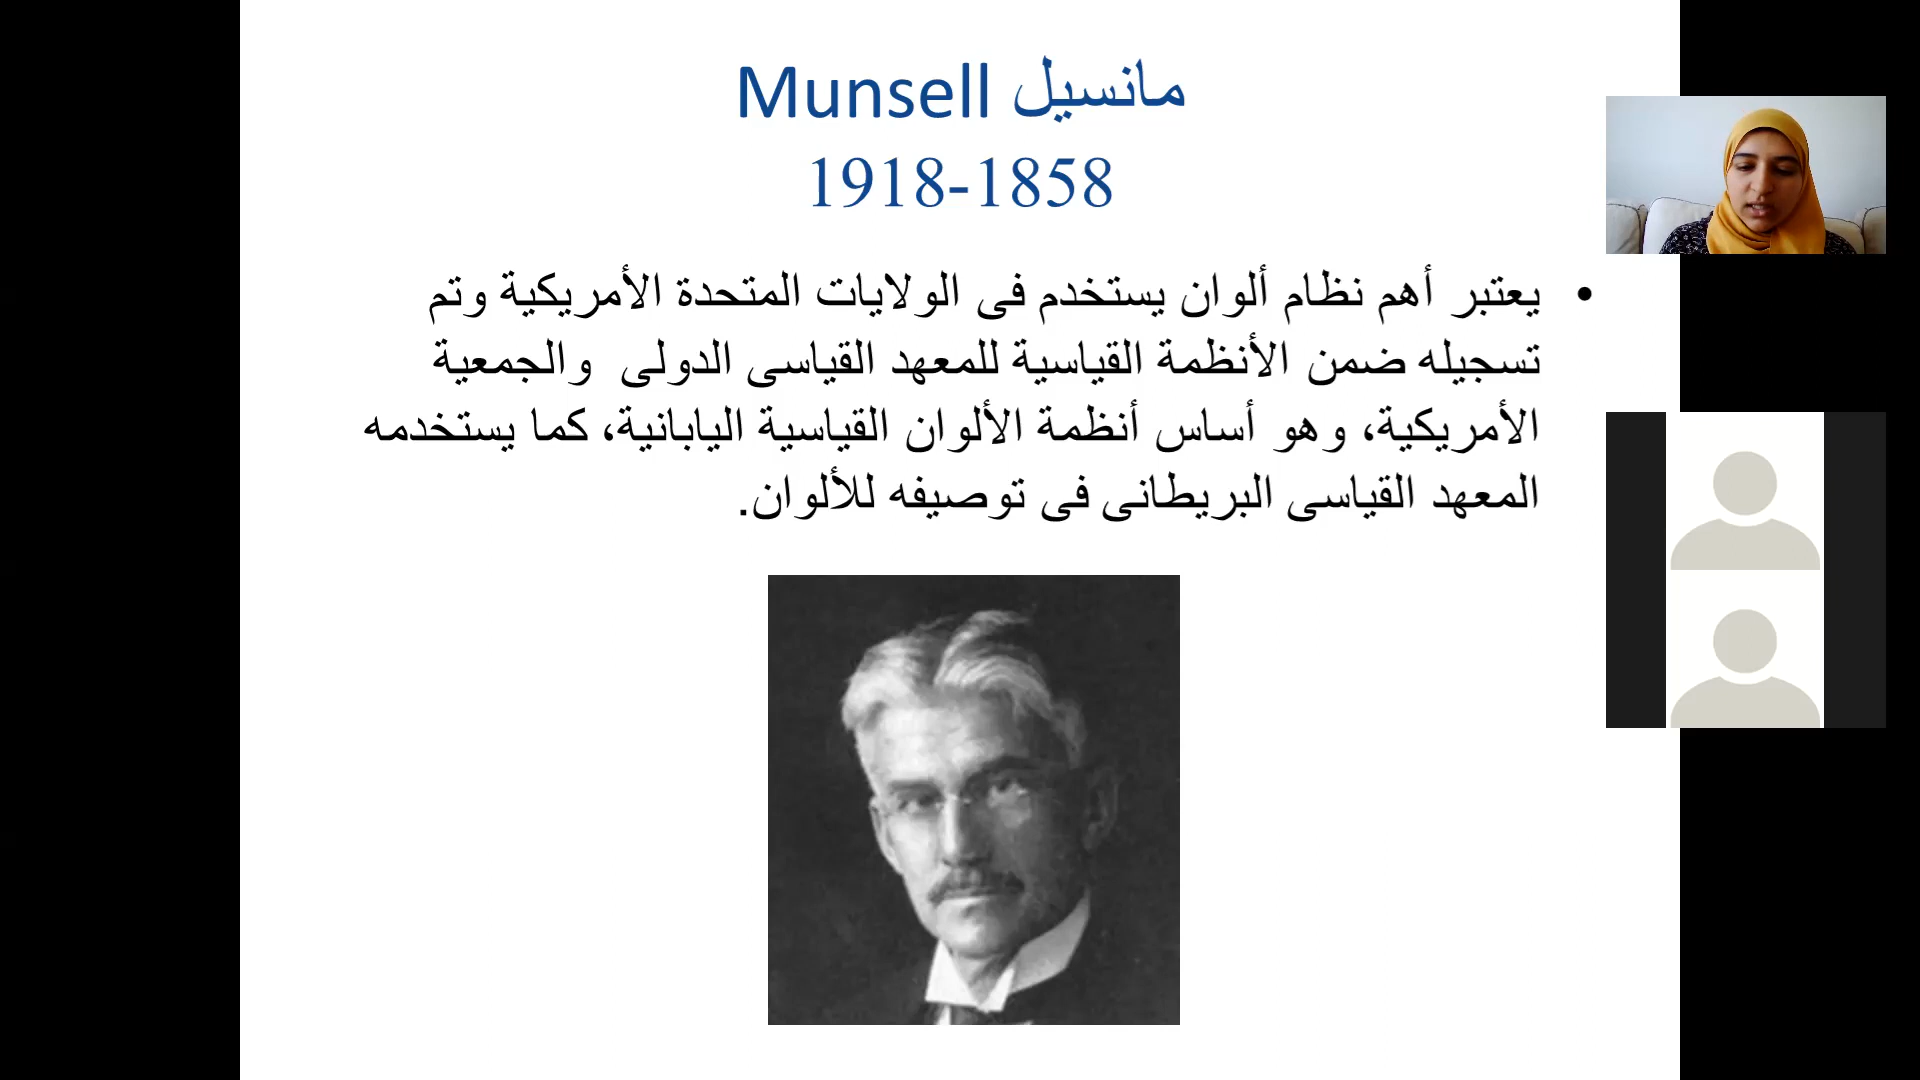 مانسيل Munsell
1918-1858
• يعتبر أهم نظام ألوان يستخدم فى الولايات المتحدة الأمريكية وتم
تسجيله ضمن الأنظمة القياسية للمعهد القياسى الدولى والجمعية
الأمريكية، وهو أساس أنظمة الألوان القياسية اليابانية، كما يستخدمه
المعهد القياسى البريطانى فى توصيفه للألوان.